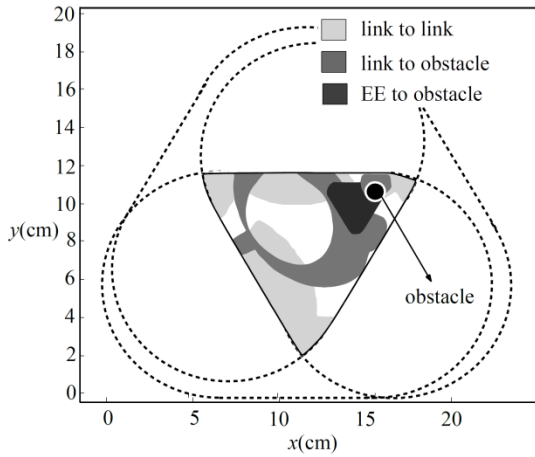 20
link to link
18
link to obstacle
16
EE to obstacle
14
12
10
y(cm)
8
6
obstacle
4
2
0
0 5 10 15 20
x(cm)